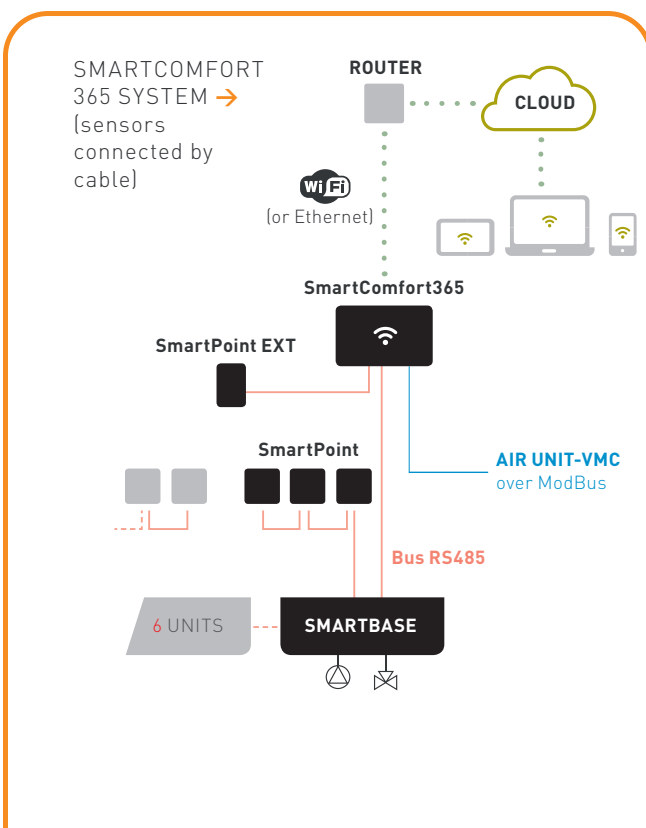 SMARTCOMFORT
365 SYSTEM →
(sensors
connected by
cable)
ROUTER
CLOUD
WiFi
(or Ethernet)
SmartComfort365
SmartPoint EXT
SmartPoint
AIR UNIT-VMC
over ModBus
Bus RS485
6 UNITS
SMARTBASE